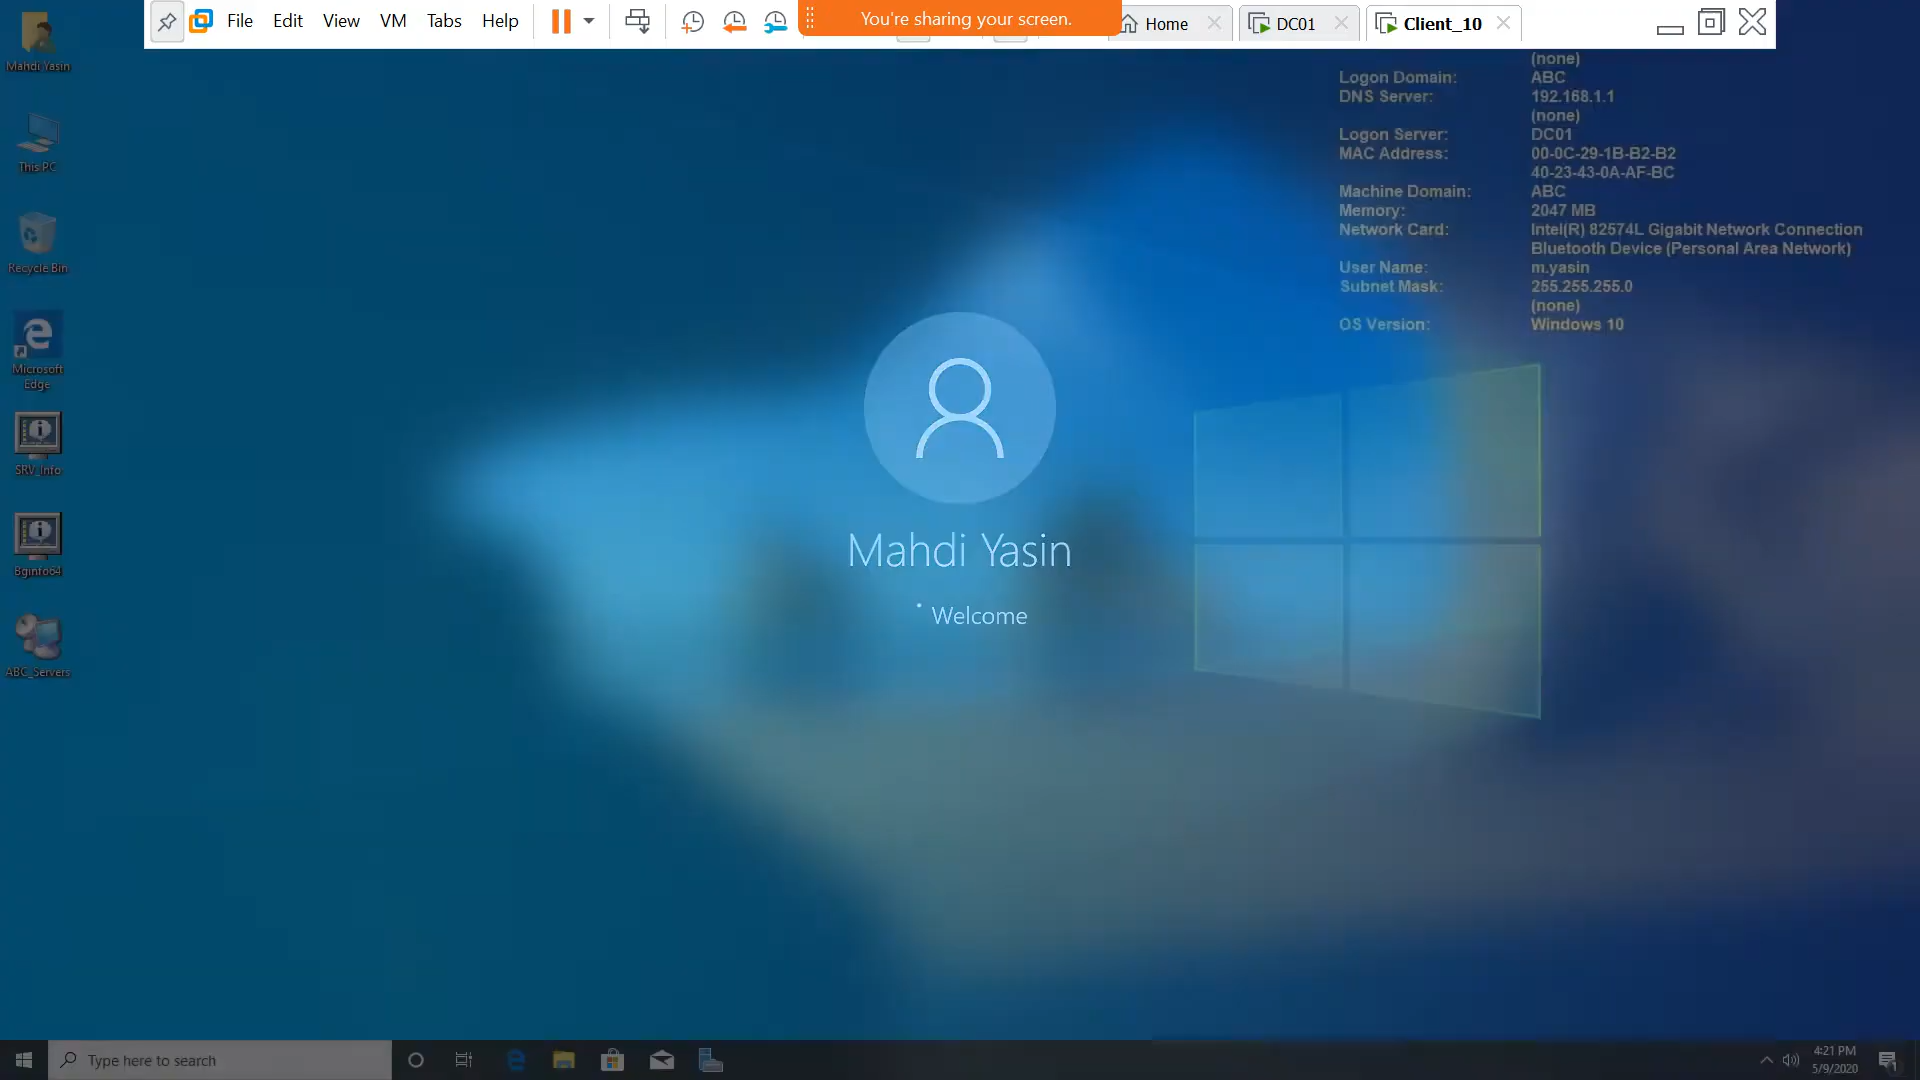 File Edit View VM Tabs Help
You're sharing your screen.
Home
DC01
Client_10
Mahdi Yasin
This PC
Recycle Bin
Microsoft
Edge
SRV_Info
Bginfo64
ABC_Servers
(none)
Logon Domain: ABC
DNS Server: 192.168.1.1
(none)
Logon Server: DC01
MAC Address: 00-0C-29-1B-B2-B2
40-23-43-0A-AF-BC
Machine Domain: ABC
Memory: 2047 MB
Network Card: Intel(R) 82574L Gigabit Network Connection
Bluetooth Device (Personal Area Network)
User Name: m.yasin
Subnet Mask: 255.255.255.0
(none)
OS Version: Windows 10
Mahdi Yasin
Welcome
Type here to search
4:21 PM
5/9/2020
1